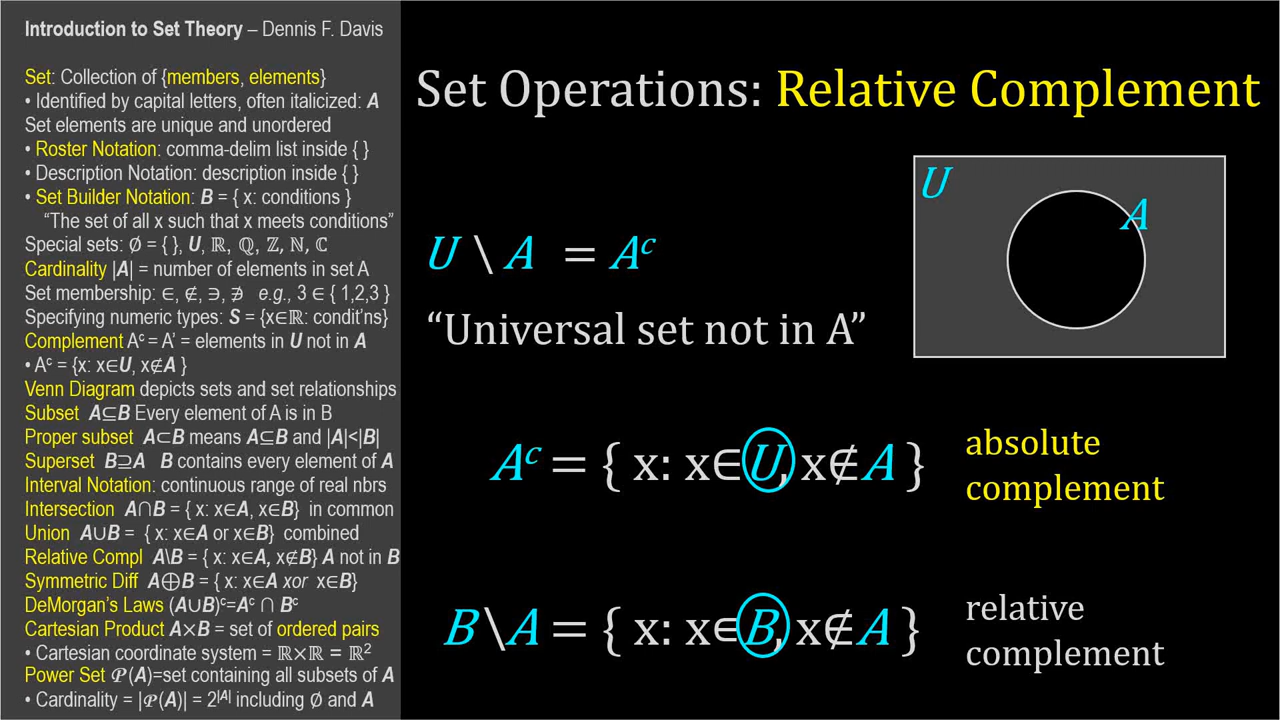 Introduction to Set Theory – Dennis F. Davis
Set: Collection of {members, elements}
• Identified by capital letters, often italicized: A
Set elements are unique and unordered
• Roster Notation: comma-delim list inside { }
• Description Notation: description inside { }
• Set Builder Notation: B = { x: conditions }
“The set of all x such that x meets conditions”
Special sets: ∅ = { }, U, ℝ, ℚ, ℤ, ℕ, ℂ
Cardinality |A| = number of elements in set A
Set membership: ∈, ∉, ∋, ∌ e.g., 3 ∈ { 1,2,3 }
Specifying numeric types: S = {x∈ℝ: condit’ns}
Complement Aᶜ = A’ = elements in U not in A
• Aᶜ = {x: x∈U, x∉A }
Venn Diagram depicts sets and set relationships
Subset A⊆B Every element of A is in B
Proper subset A⊂B means A⊆B and |A|<|B|
Superset B⊇A B contains every element of A
Interval Notation: continuous range of real nbrs
Intersection A∩B = { x: x∈A, x∈B} in common
Union A∪B = { x: x∈A or x∈B} combined
Relative Compl A\B = { x: x∈A, x∉B} A not in B
Symmetric Diff A⊕B = { x: x∈A xor x∈B}
DeMorgan’s Laws (A∪B)ᶜ=Aᶜ ∩ Bᶜ
Cartesian Product A×B = set of ordered pairs
• Cartesian coordinate system = ℝ×ℝ = ℝ²
Power Set 𝒫(A)=set containing all subsets of A
• Cardinality = |𝒫(A)| = 2^|A| including ∅ and A
Set Operations: Relative Complement
U
A
U \ A = Aᶜ
“Universal set not in A”
Aᶜ = { x: x∈U, x∉A }
absolute
complement
B\A = { x: x∈B, x∉A }
relative
complement